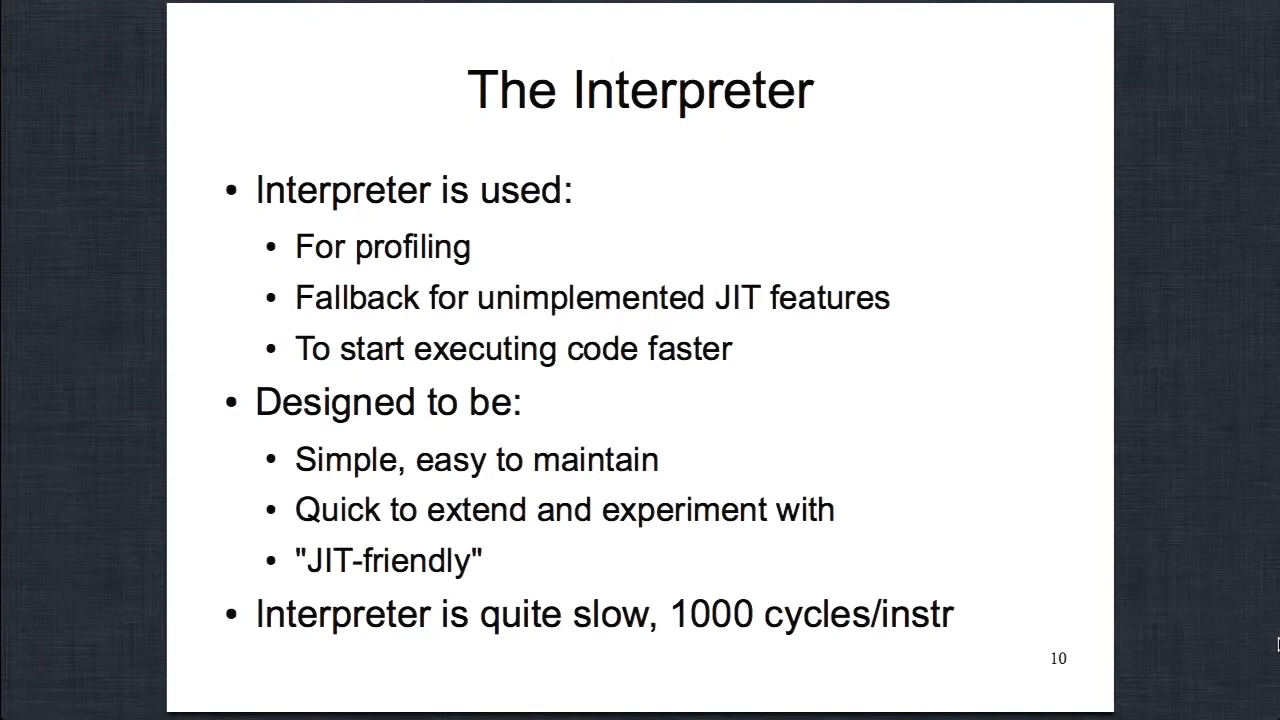 The Interpreter
• Interpreter is used:
• For profiling
• Fallback for unimplemented JIT features
• To start executing code faster
• Designed to be:
• Simple, easy to maintain
• Quick to extend and experiment with
• "JIT-friendly"
• Interpreter is quite slow, 1000 cycles/instr
10